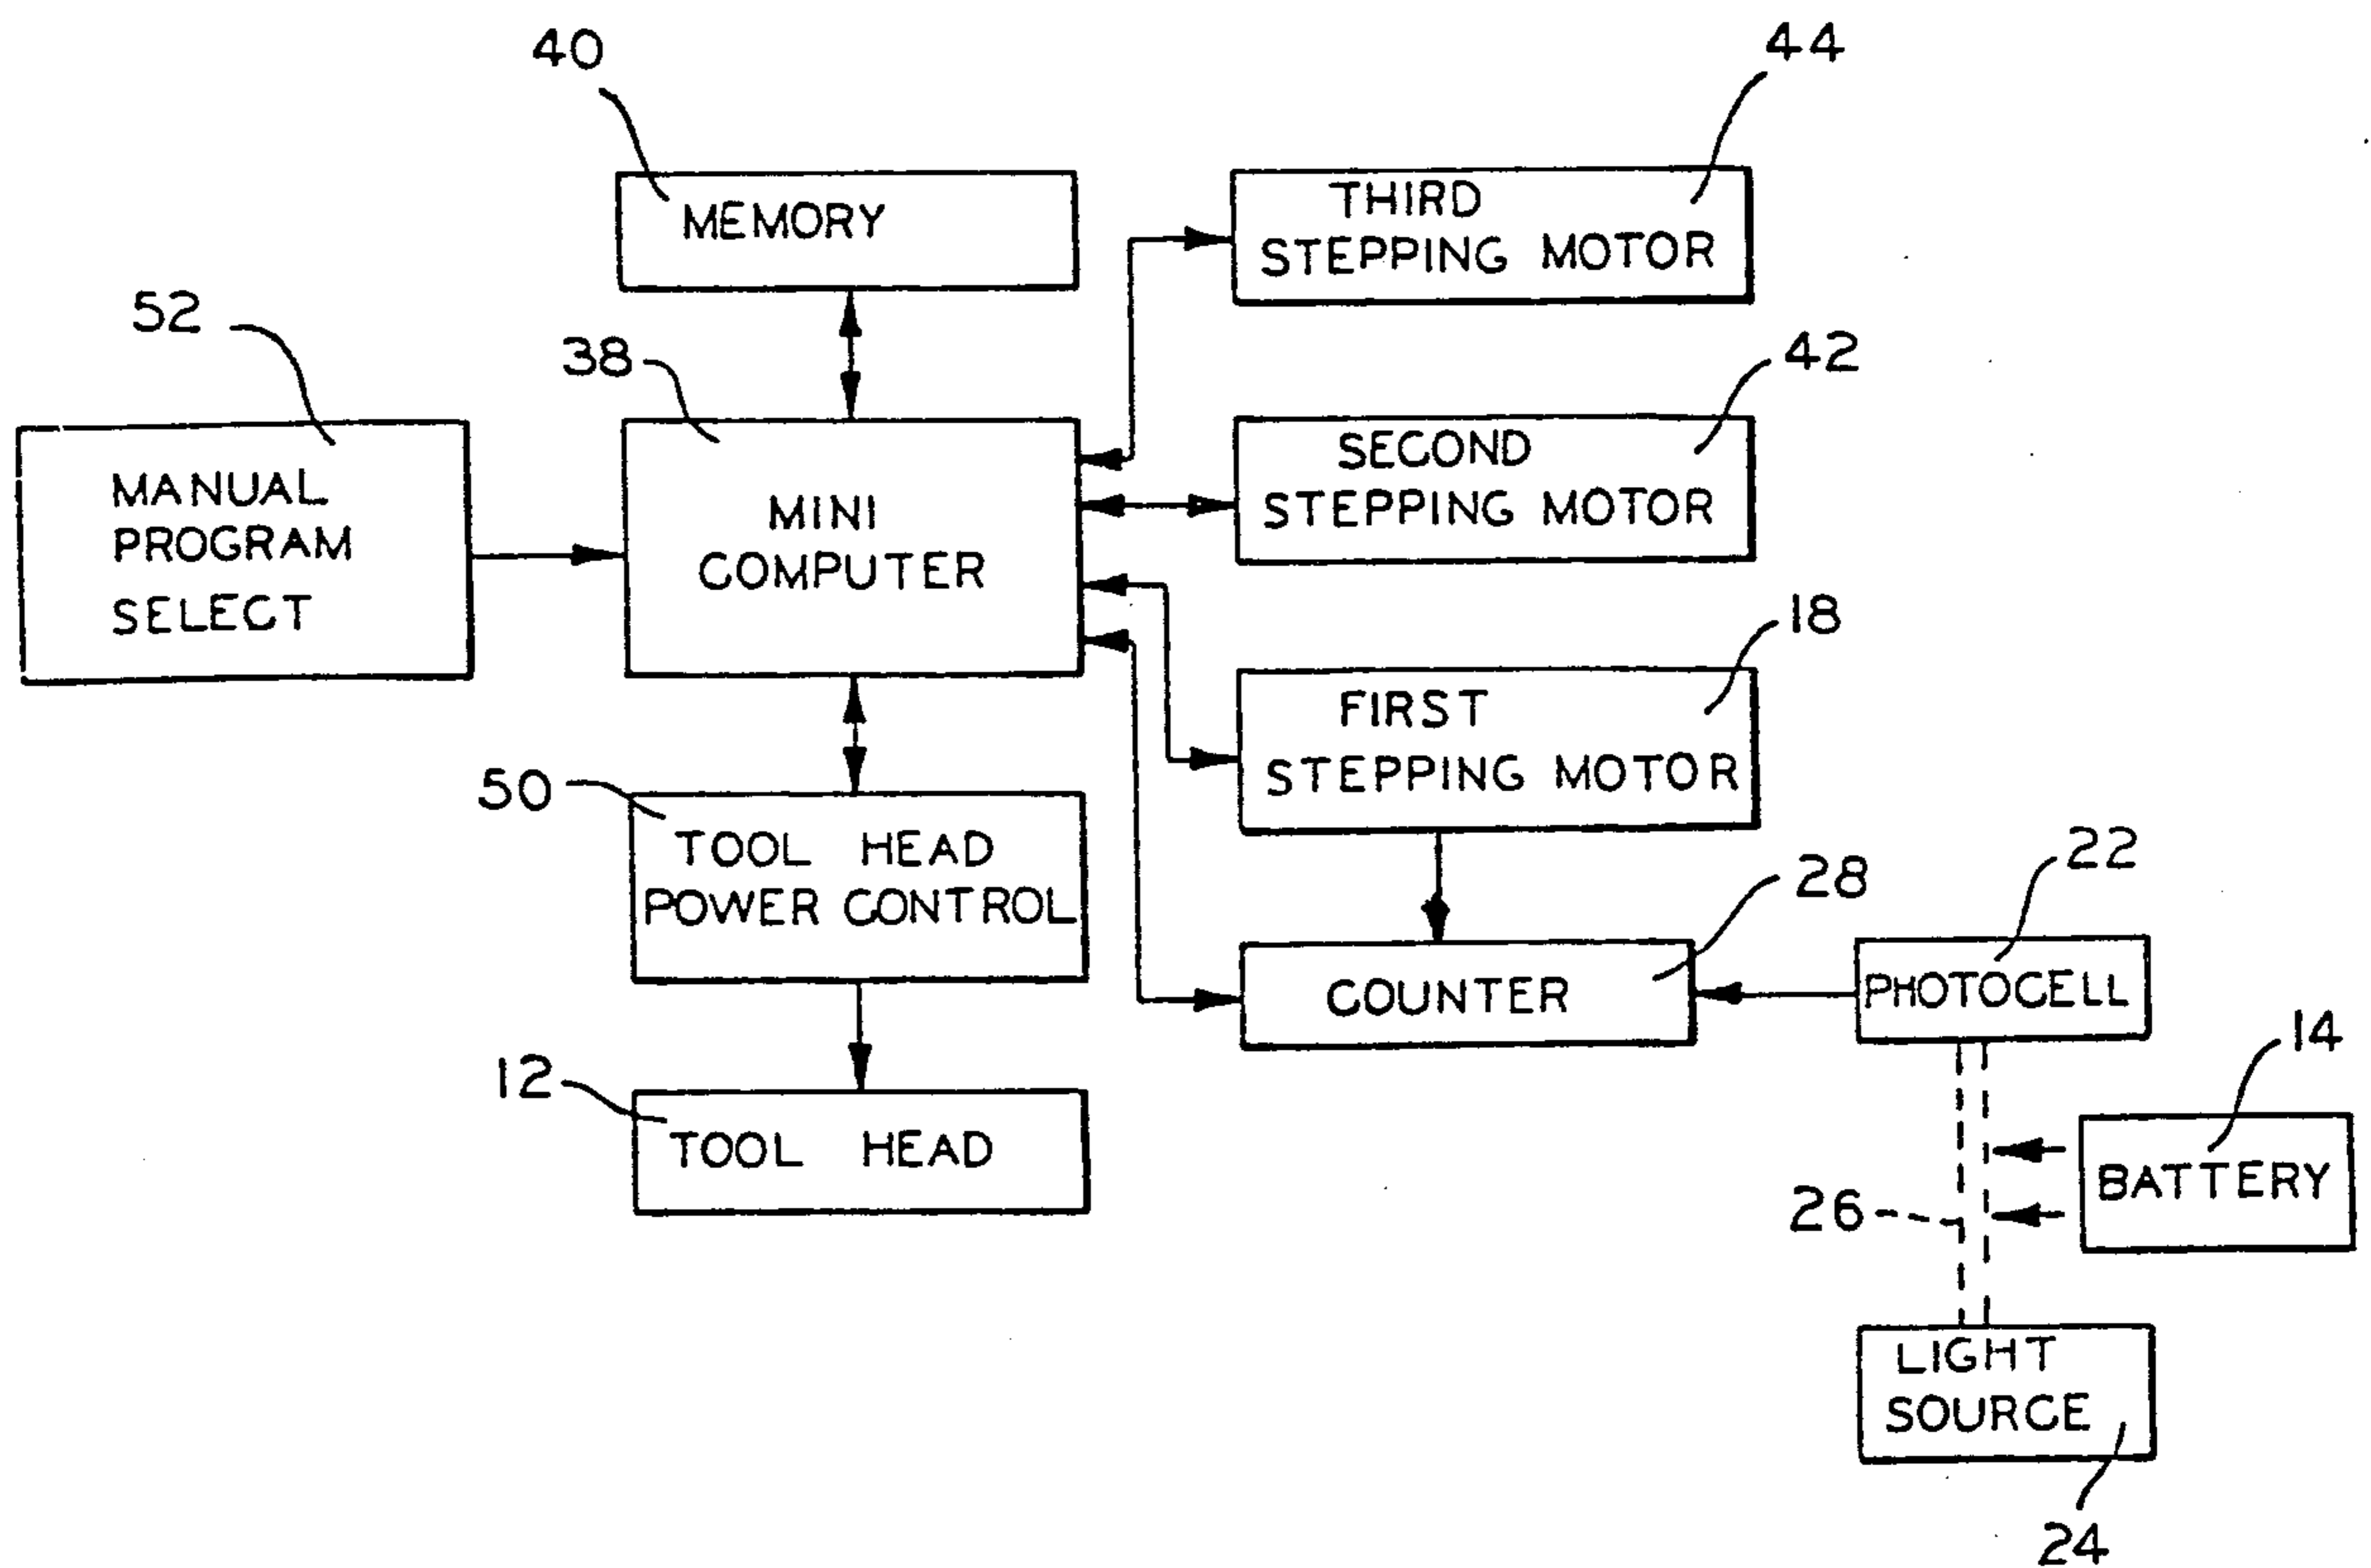 40
44
MEMORY
THIRD
STEPPING MOTOR
52
38
42
MANUAL
PROGRAM
SELECT
MINI
COMPUTER
SECOND
STEPPING MOTOR
18
FIRST
STEPPING MOTOR
50
TOOL HEAD
POWER CONTROL
28
22
COUNTER
PHOTOCELL
12
TOOL HEAD
14
BATTERY
26
LIGHT
SOURCE
24